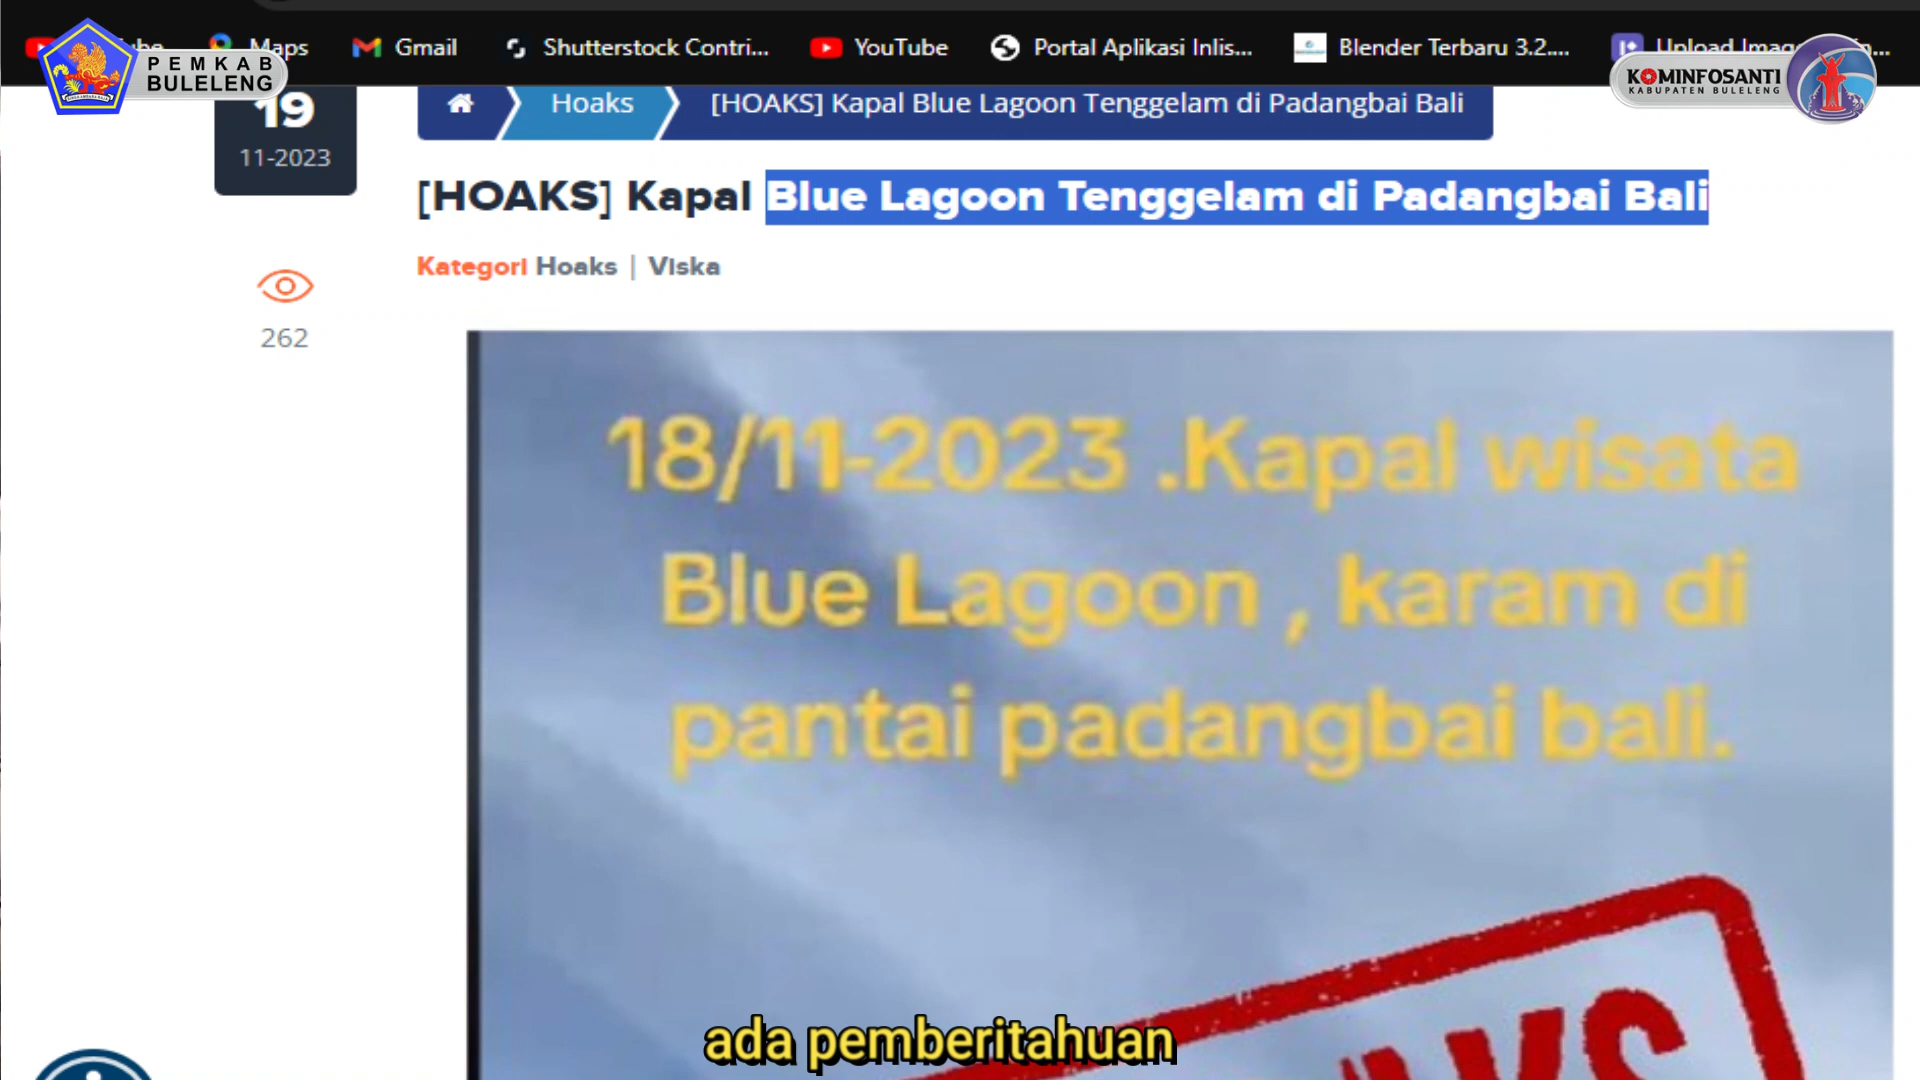 Maps
Gmail
Shutterstock Contri...
YouTube
Portal Aplikasi Inlis...
Blender Terbaru 3.2....
PEMKAB
BULELENG
KOMINFOSANTI
KABUPATEN BULELENG
19
11-2023
Hoaks
[HOAKS] Kapal Blue Lagoon Tenggelam di Padangbai Bali
[HOAKS] Kapal Blue Lagoon Tenggelam di Padangbai Bali
Kategori Hoaks | Viska
262
18/11-2023 .Kapal wisata
Blue Lagoon , karam di
pantai padangbai bali.
ada pemberitahuan